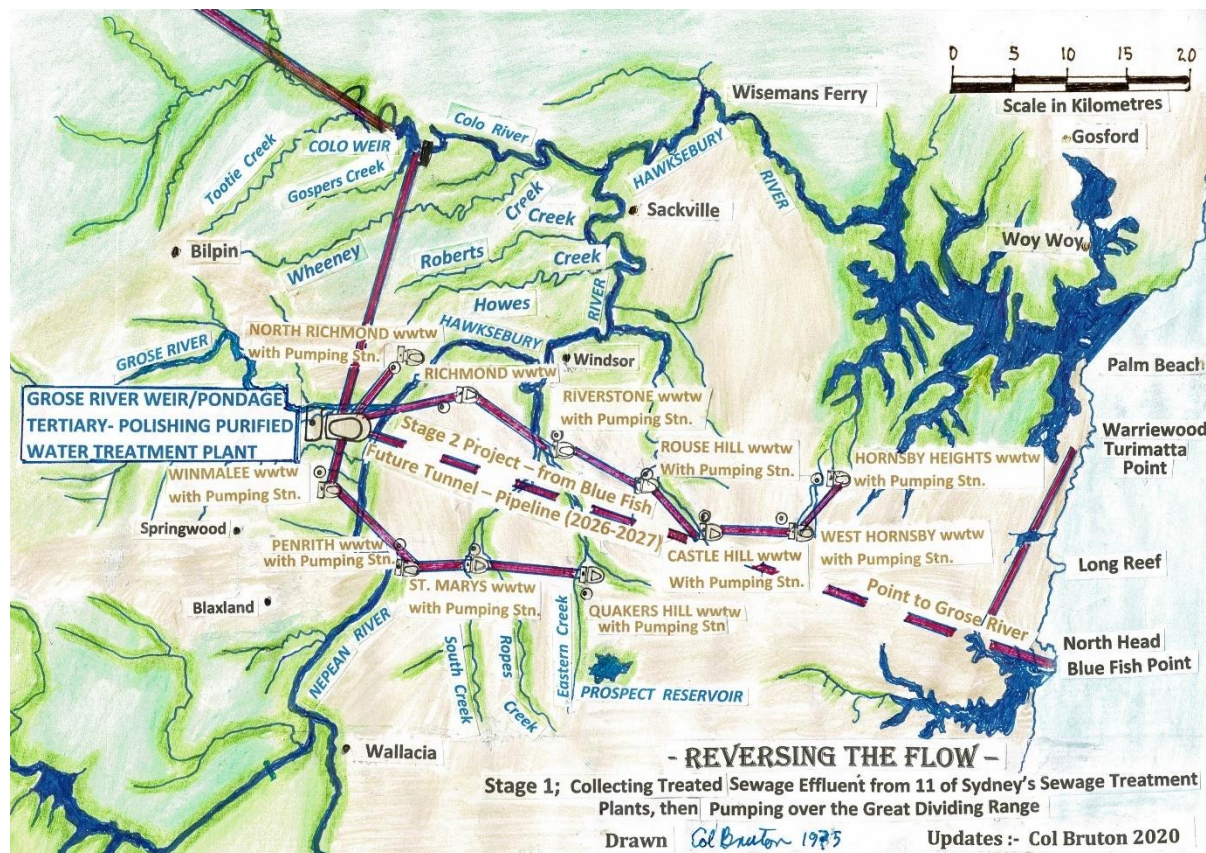 0 5 10 15 20
Scale in Kilometres
Gosford
Wisemans Ferry
Colo River
COLO WEIR
Tootie Creek
Gospers Creek
HAWKSEBURY
RIVER
Creek
Sackville
Creek
Woy Woy
Bilpin
Wheeney
Roberts
Creek
Howes
RIVER
NORTH RICHMOND wwtw
with Pumping Stn.
HAWKSEBURY
GROSE RIVER
Windsor
Palm Beach
RICHMOND wwtw
GROSE RIVER WEIR/PONDAGE
TERTIARY- POLISHING PURIFIED
WATER TREATMENT PLANT
RIVERSTONE wwtw
with Pumping Stn.
Warriewood
Turimatta
Point
Stage 2 Project – from Blue Fish
Future Tunnel – Pipeline (2026-2027)
ROUSE HILL wwtw
With Pumping Stn.
HORNSBY HEIGHTS wwtw
with Pumping Stn.
WINMALEE wwtw
with Pumping Stn.
Springwood
PENRITH wwtw
with Pumping Stn.
CASTLE HILL wwtw
With Pumping Stn.
WEST HORNSBY wwtw
with Pumping Stn.
Long Reef
ST. MARYS wwtw
with Pumping Stn.
Blaxland
QUAKERS HILL wwtw
with Pumping Stn
Point to Grose River
North Head
Blue Fish Point
NEPEAN RIVER
South Creek
Ropes Creek
Eastern Creek
PROSPECT RESERVOIR
Wallacia
- REVERSING THE FLOW –
Stage 1; Collecting Treated Sewage Effluent from 11 of Sydney's Sewage Treatment
Plants, then Pumping over the Great Dividing Range
Drawn Col Bruton 1975 Updates :- Col Bruton 2020